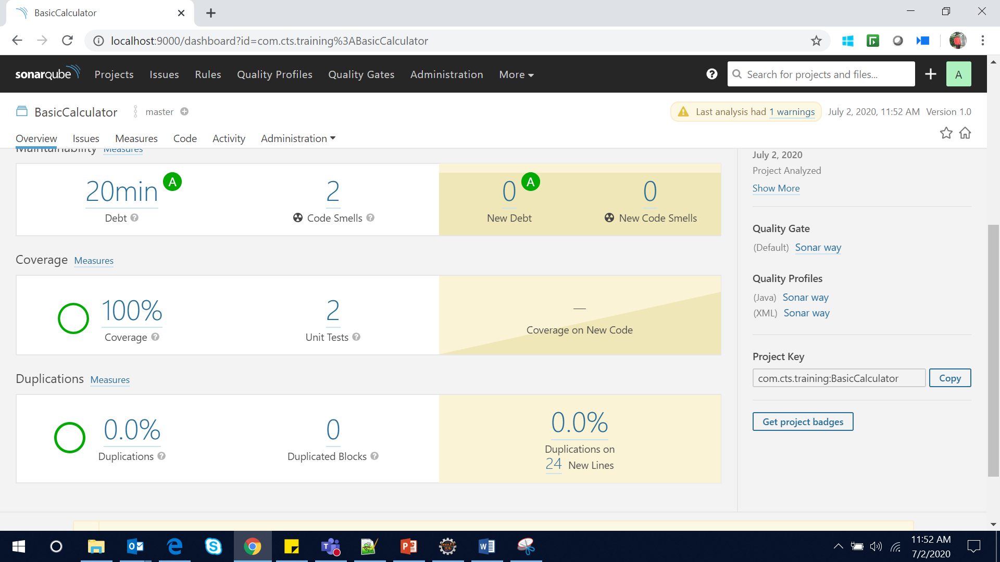 BasicCalculator
localhost:9000/dashboard?id=com.cts.training%3ABasicCalculator
sonarqube Projects Issues Rules Quality Profiles Quality Gates Administration More ? Search for projects and files... A
BasicCalculator master Last analysis had 1 warnings July 2, 2020, 11:52 AM Version 1.0
Overview Issues Measures Code Activity Administration
Maintainability Measures
20min A
Debt ?
2
Code Smells ?
0 A
New Debt
0
New Code Smells
Coverage Measures
100%
Coverage ?
2
Unit Tests ?
—
Coverage on New Code
Duplications Measures
0.0%
Duplications ?
0
Duplicated Blocks ?
0.0%
Duplications on
24 New Lines
July 2, 2020
Project Analyzed
Show More
Quality Gate
(Default) Sonar way
Quality Profiles
(Java) Sonar way
(XML) Sonar way
Project Key
com.cts.training:BasicCalculator Copy
Get project badges
11:52 AM
7/2/2020